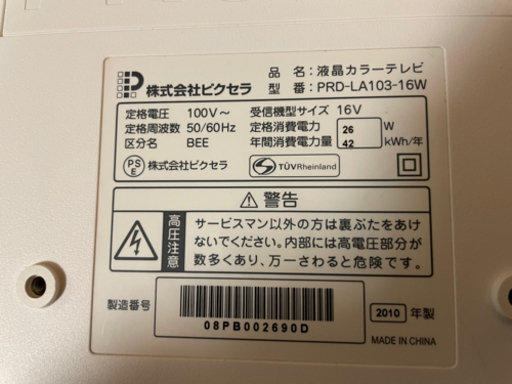 株式会社ピクセラ
品 名：液晶カラーテレビ
型 番：PRD-LA103-16W
定格電圧 100V～
受信機型サイズ 16V
定格周波数 50/60Hz
定格消費電力 26 W
区分名 BEE
年間消費電力量 42 kWh/年
PS E 株式会社ピクセラ
TÜVRheinland
警告
高圧注意
サービスマン以外の方は裏ぶたをあけ
ないでください。内部には高電圧部分が
数多くあり、万一さわると危険です。
製造番号
08PB002690D
2010 年製
MADE IN CHINA